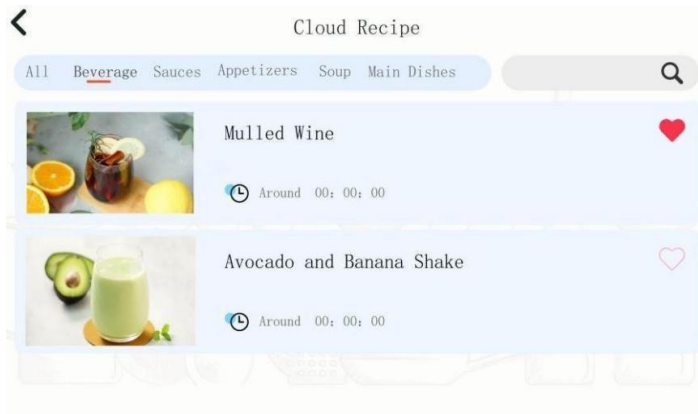 Cloud Recipe
All Beverage Sauces Appetizers Soup Main Dishes
Mulled Wine
Around 00: 00: 00
Avocado and Banana Shake
Around 00: 00: 00